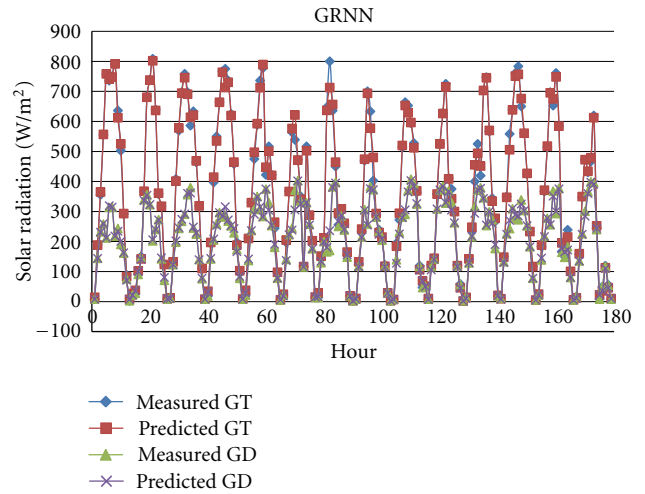 GRNN
900
800
700
600
500
400
300
200
100
0
−100
Solar radiation (W/m²)
0 20 40 60 80 100 120 140 160 180
Hour
Measured GT
Predicted GT
Measured GD
Predicted GD